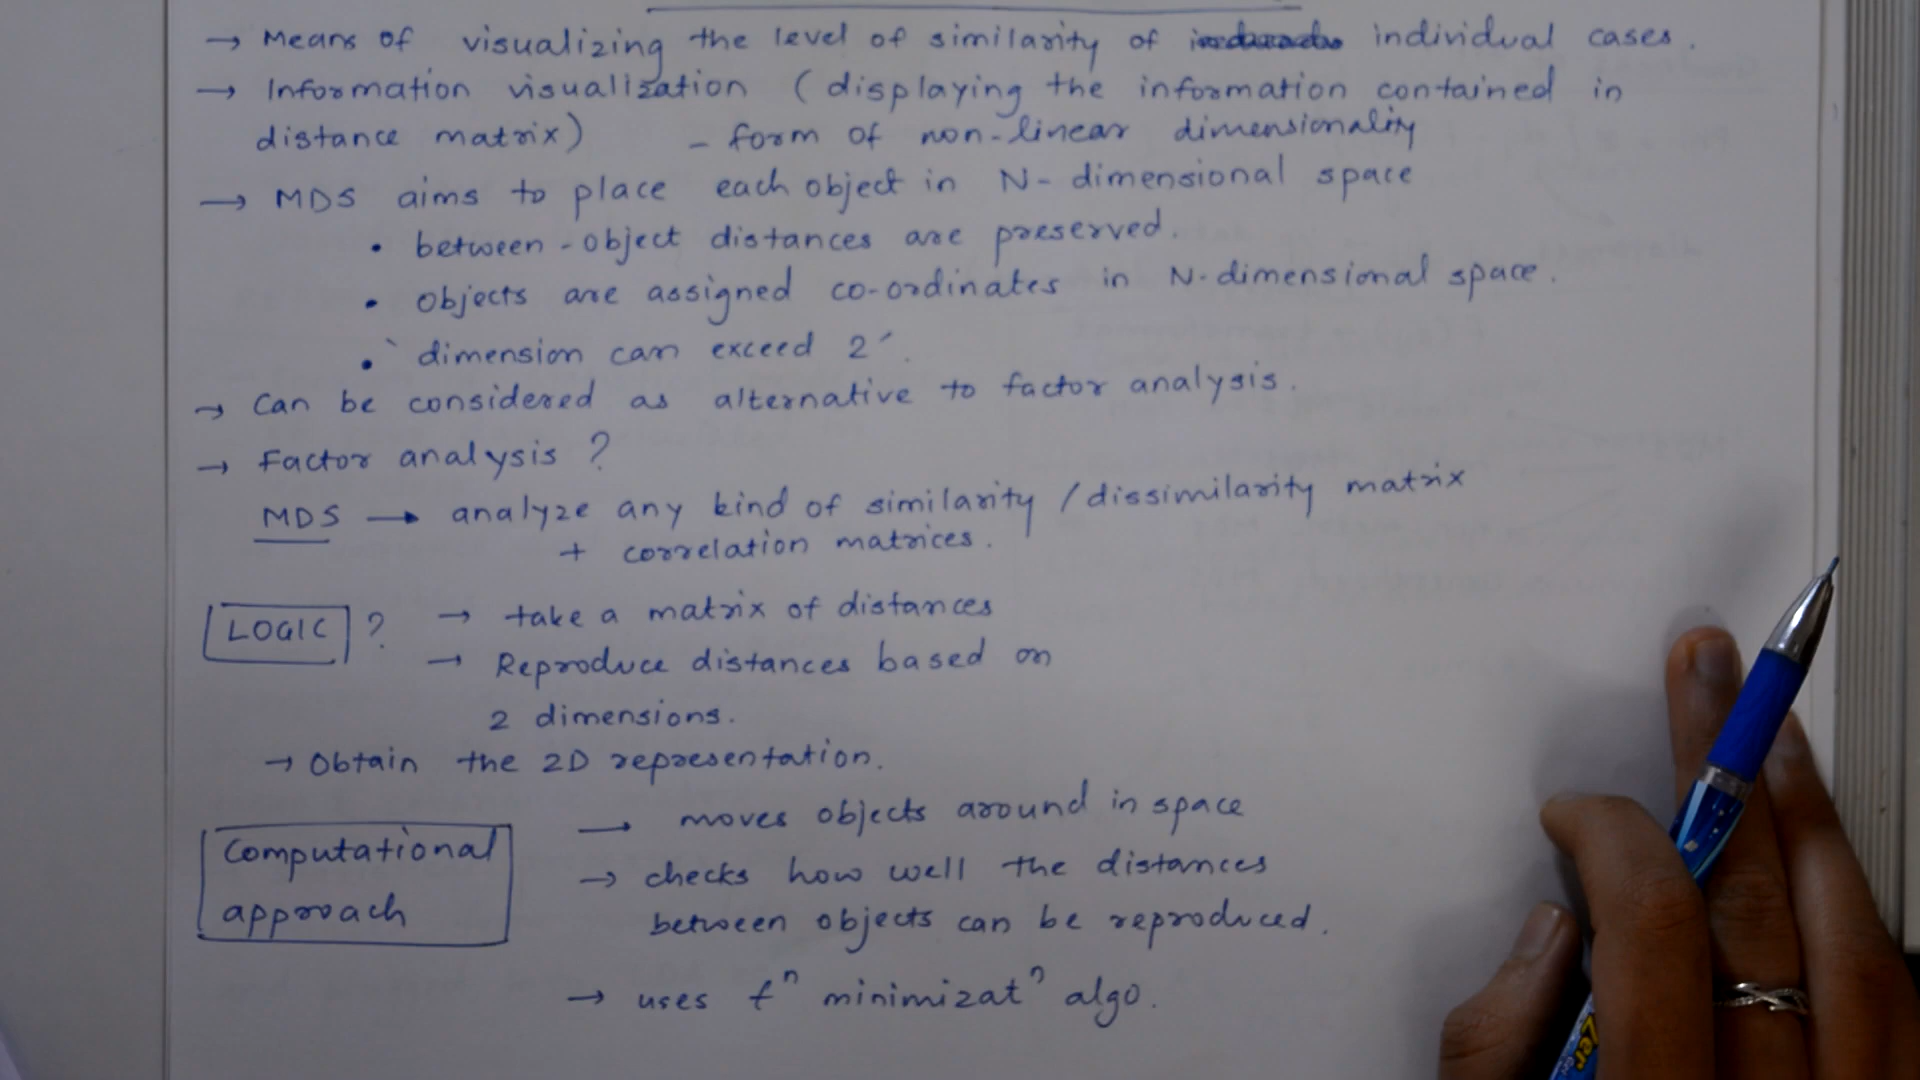 → Means of visualizing the level of similarity of individual cases.
→ Information visualization (displaying the information contained in
distance matrix) - form of non-linear dimensionality
→ MDS aims to place each object in N-dimensional space
• between-object distances are preserved.
• objects are assigned co-ordinates in N-dimensional space.
• `dimension can exceed 2´.
→ Can be considered as alternative to factor analysis.
→ Factor analysis ?
MDS → analyze any kind of similarity / dissimilarity matrix
+ correlation matrices.
LOGIC ? → take a matrix of distances
→ Reproduce distances based on
2 dimensions.
→ Obtain the 2D representation.
Computational approach
→ moves objects around in space
→ checks how well the distances
between objects can be reproduced.
→ uses fⁿ minimizatⁿ algo.